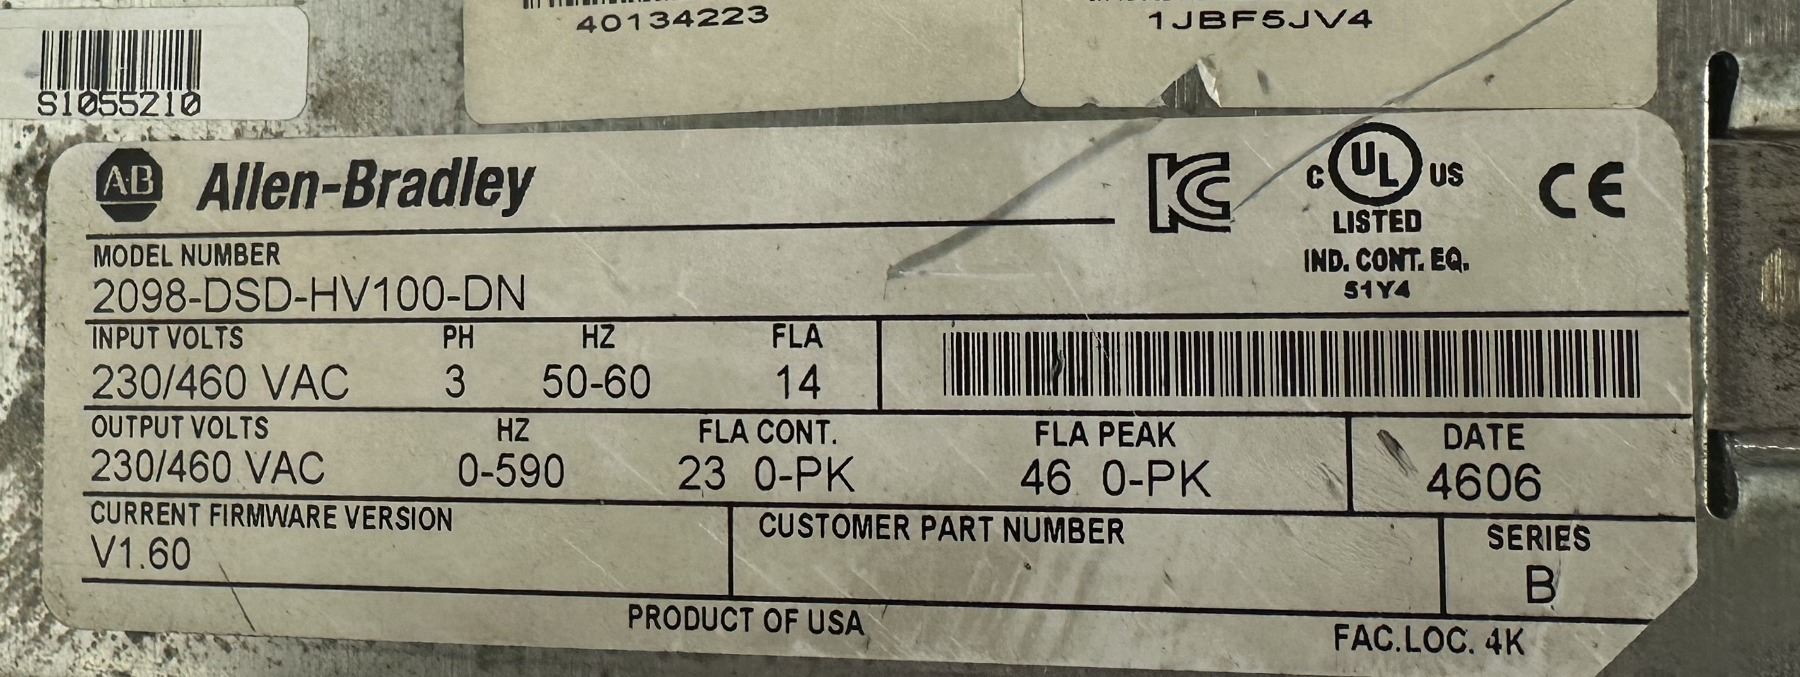 40134223
1JBF5JV4
S1055210
AB Allen-Bradley
C UL US
LISTED
IND. CONT. EQ.
51Y4
CE
MODEL NUMBER
2098-DSD-HV100-DN
INPUT VOLTS PH HZ FLA
230/460 VAC 3 50-60 14
OUTPUT VOLTS HZ FLA CONT. FLA PEAK DATE
230/460 VAC 0-590 23 0-PK 46 0-PK 4606
CURRENT FIRMWARE VERSION CUSTOMER PART NUMBER SERIES
V1.60 B
PRODUCT OF USA
FAC.LOC. 4K